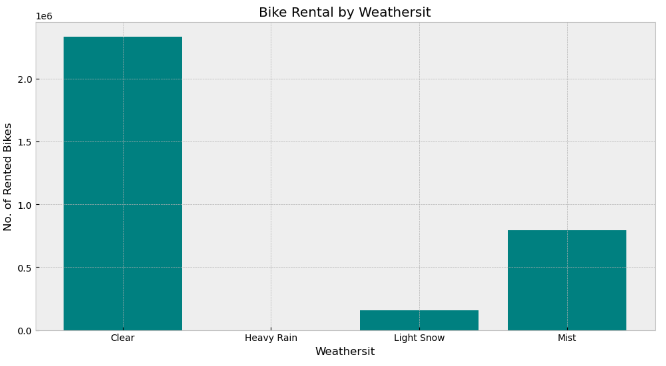 Bike Rental by Weathersit
1e6
2.0
1.5
1.0
0.5
0.0
No. of Rented Bikes
Clear Heavy Rain Light Snow Mist
Weathersit